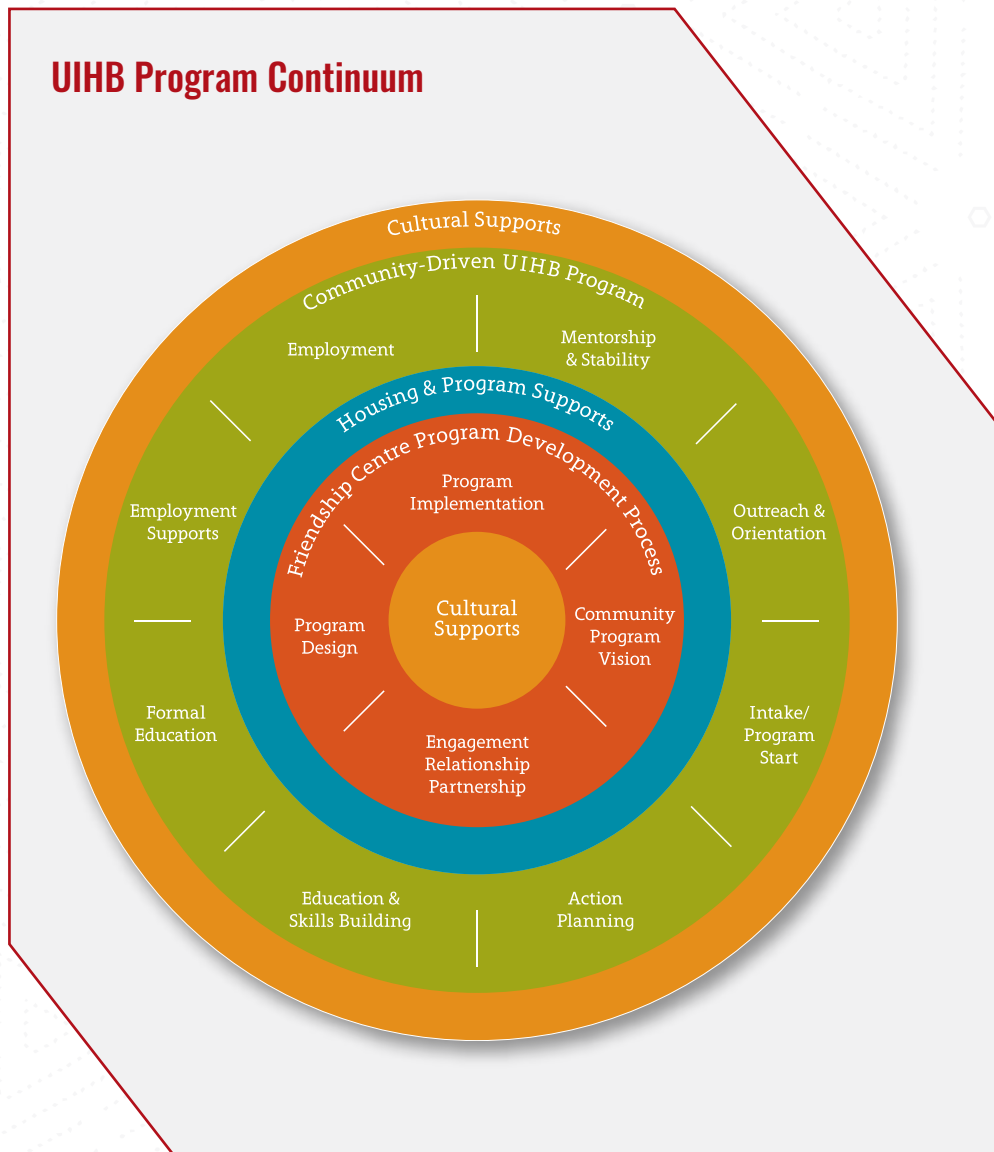 UIHB Program Continuum
Cultural Supports
Community-Driven UIHB Program
Employment
Mentorship
& Stability
Outreach &
Orientation
Intake/
Program
Start
Action
Planning
Education &
Skills Building
Formal
Education
Employment
Supports
Housing & Program Supports
Friendship Centre Program Development Process
Program
Implementation
Community
Program
Vision
Engagement
Relationship
Partnership
Program
Design
Cultural
Supports